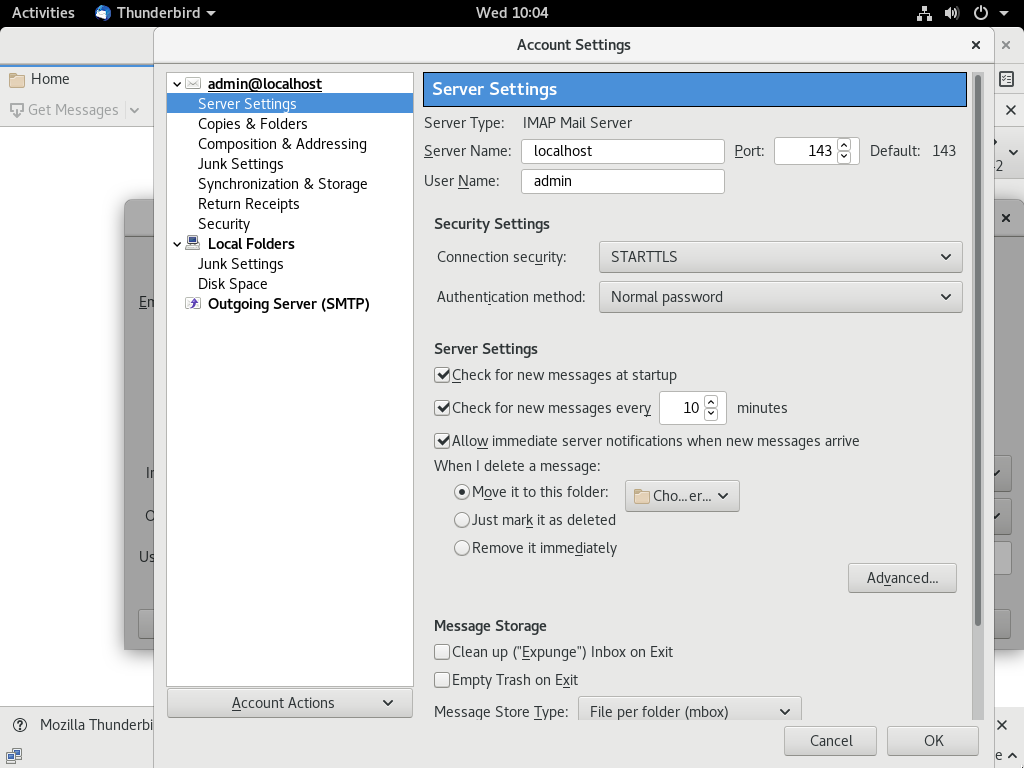 Activities Thunderbird Wed 10:04
Account Settings
Home
Get Messages
admin@localhost
Server Settings
Copies & Folders
Composition & Addressing
Junk Settings
Synchronization & Storage
Return Receipts
Security
Local Folders
Junk Settings
Disk Space
Outgoing Server (SMTP)
Account Actions
Server Settings
Server Type: IMAP Mail Server
Server Name: localhost Port: 143 Default: 143
User Name: admin
Security Settings
Connection security: STARTTLS
Authentication method: Normal password
Server Settings
Check for new messages at startup
Check for new messages every 10 minutes
Allow immediate server notifications when new messages arrive
When I delete a message:
Move it to this folder: Cho...er...
Just mark it as deleted
Remove it immediately
Advanced...
Message Storage
Clean up ("Expunge") Inbox on Exit
Empty Trash on Exit
Message Store Type: File per folder (mbox)
Cancel OK
Mozilla Thunderbi